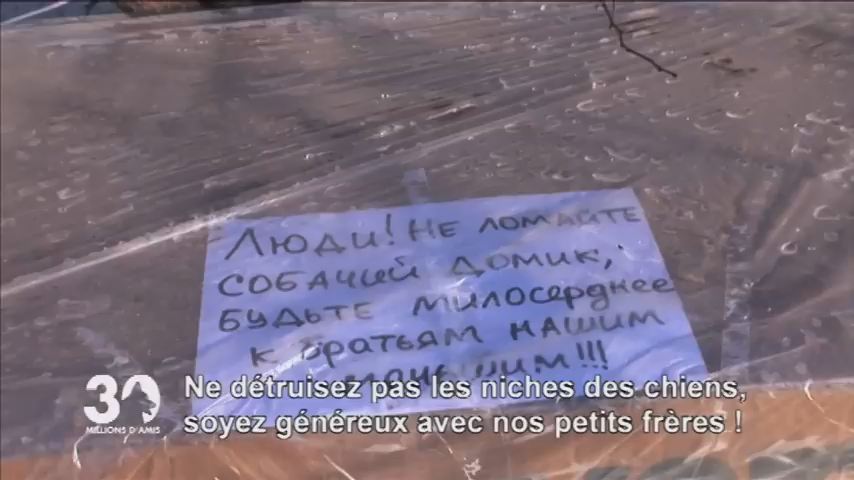 Люди! Не ломайте
собачий домик,
будьте милосерднее
к братьям нашим
меньшим!!!
30
MILLIONS D'AMIS
Ne détruisez pas les niches des chiens,
soyez généreux avec nos petits frères !